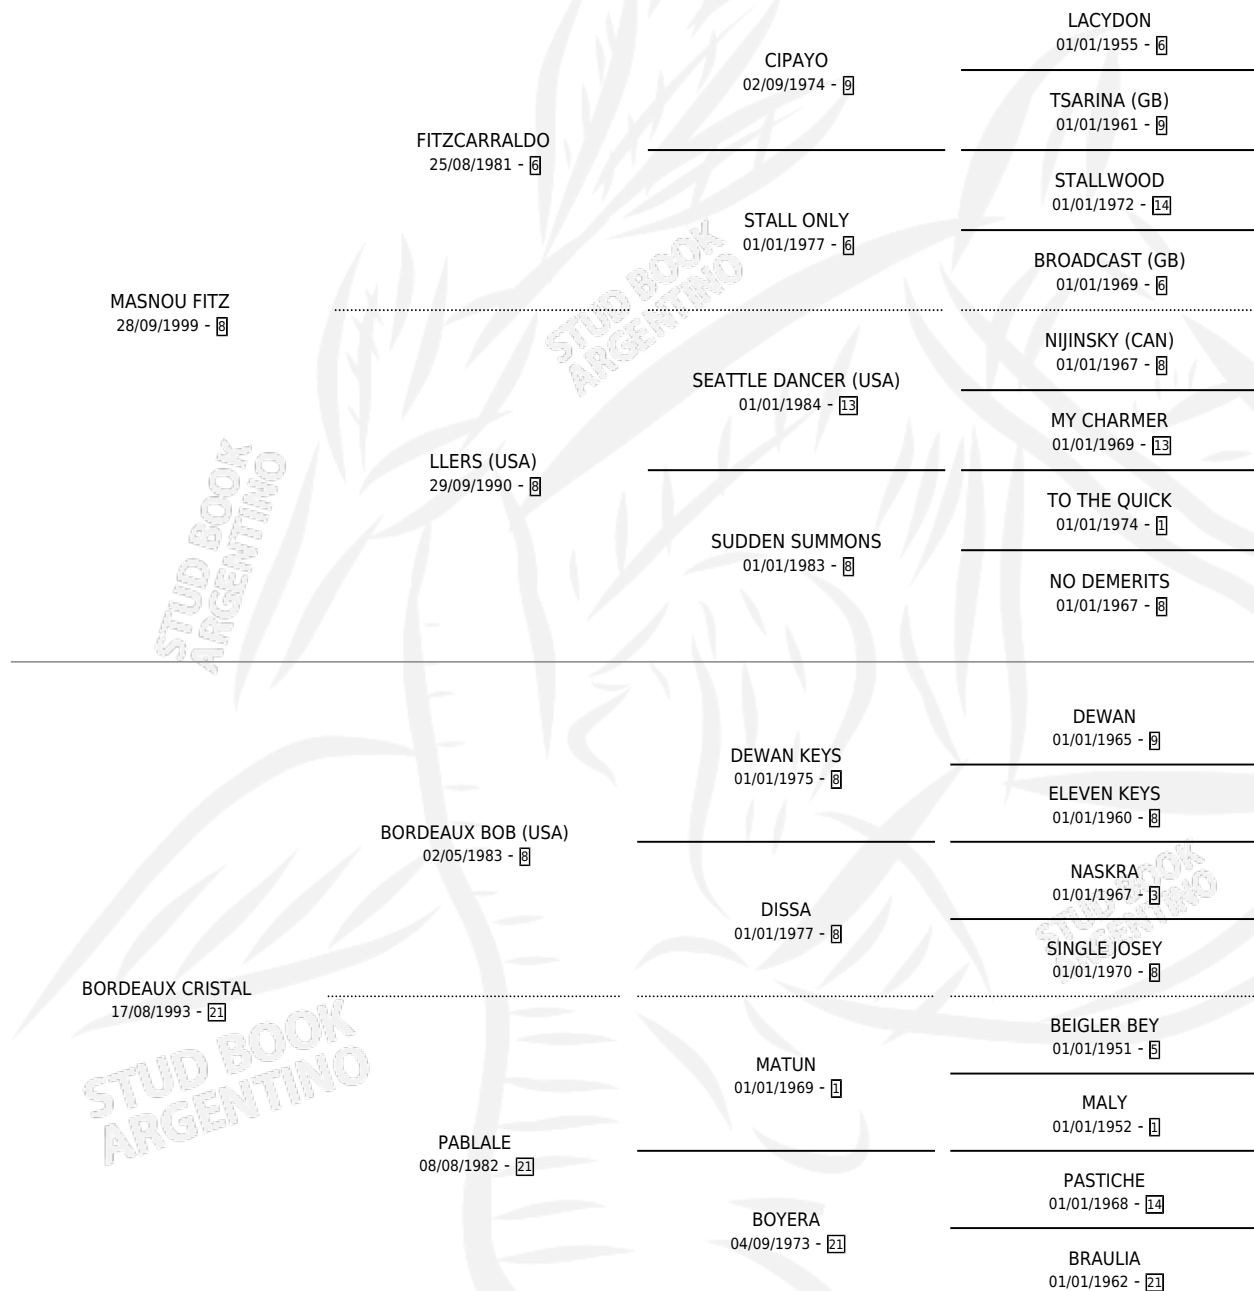 LACYDON
01/01/1955 - 6
CIPAYO
02/09/1974 - 9
TSARINA (GB)
01/01/1961 - 9
FITZCARRALDO
25/08/1981 - 6
STALLWOOD
01/01/1972 - 14
STALL ONLY
01/01/1977 - 6
BROADCAST (GB)
01/01/1969 - 6
MASNOU FITZ
28/09/1999 - 8
STUD BOOK
ARGENTINO
NIJINSKY (CAN)
01/01/1967 - 8
SEATTLE DANCER (USA)
01/01/1984 - 13
MY CHARMER
01/01/1969 - 13
LLERS (USA)
29/09/1990 - 8
TO THE QUICK
01/01/1974 - 1
SUDDEN SUMMONS
01/01/1983 - 8
NO DEMERITS
01/01/1967 - 8
STUD BOOK
ARGENTINO
DEWAN
01/01/1965 - 9
DEWAN KEYS
01/01/1975 - 8
ELEVEN KEYS
01/01/1960 - 8
BORDEAUX BOB (USA)
02/05/1983 - 8
NASKRA
01/01/1967 - 3
DISSA
01/01/1977 - 8
SINGLE JOSEY
01/01/1970 - 8
STUD BOOK
ARGENTINO
BORDEAUX CRISTAL
17/08/1993 - 21
BEIGLER BEY
01/01/1951 - 5
MATUN
01/01/1969 - 1
MALY
01/01/1952 - 1
STUD BOOK
ARGENTINO
PABLALE
08/08/1982 - 21
PASTICHE
01/01/1968 - 14
BOYERA
04/09/1973 - 21
BRAULIA
01/01/1962 - 21